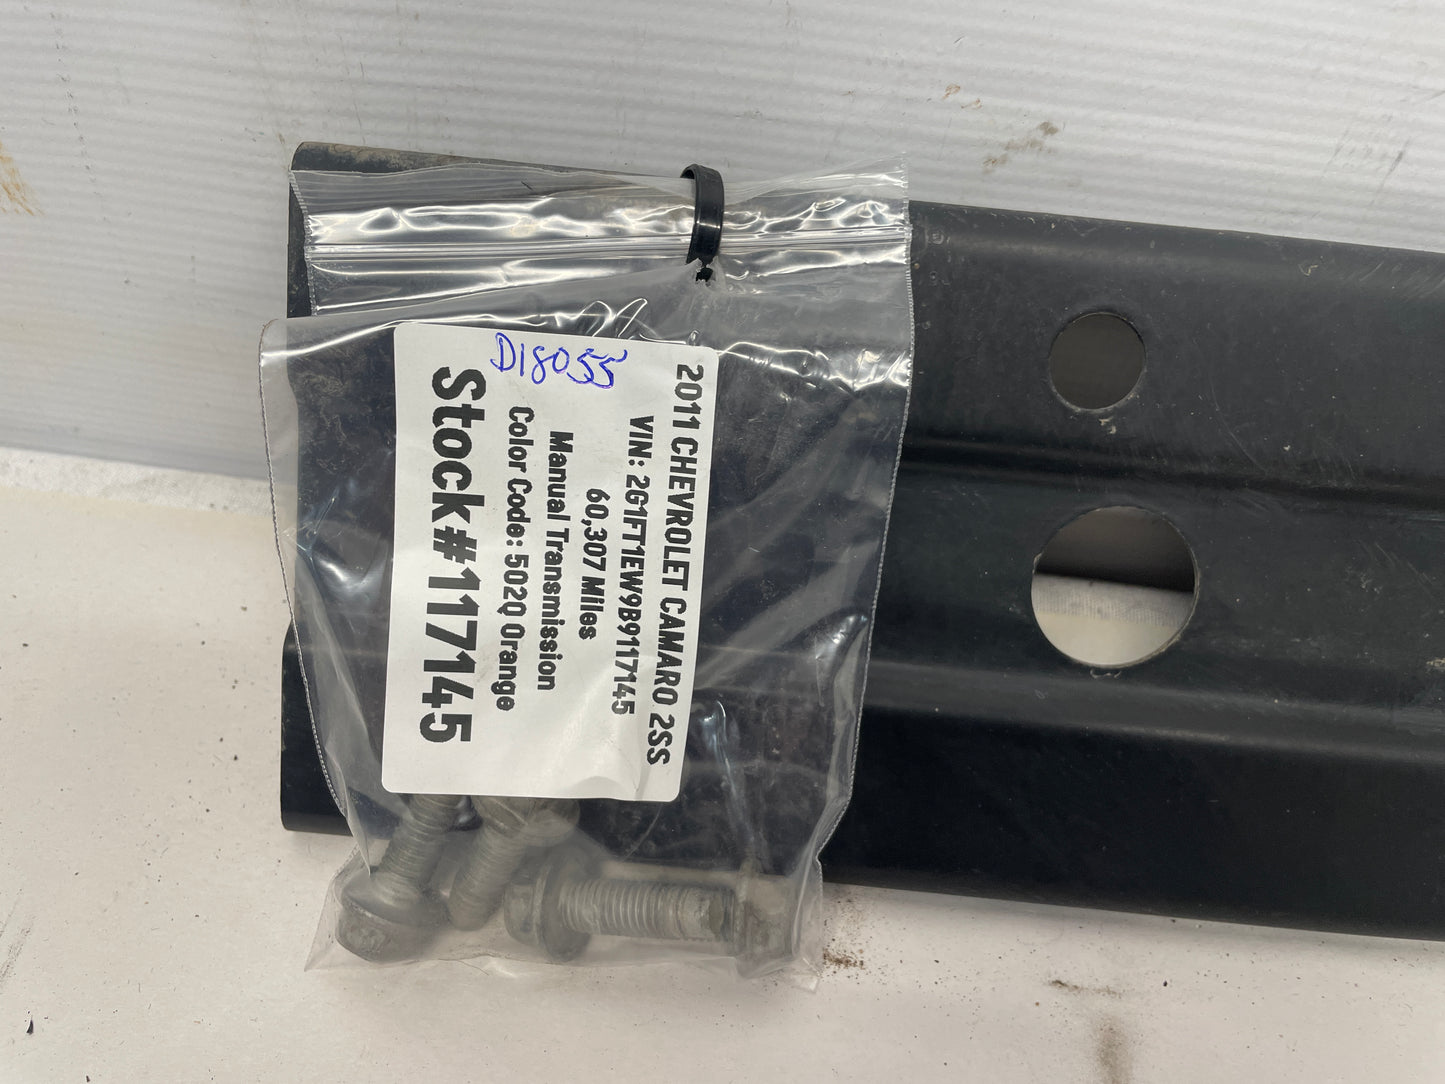 D18055
2011 CHEVROLET CAMARO 2SS
VIN: 2G1FT1EW9B9117145
60,307 Miles
Manual Transmission
Color Code: 502Q Orange
Stock#117145